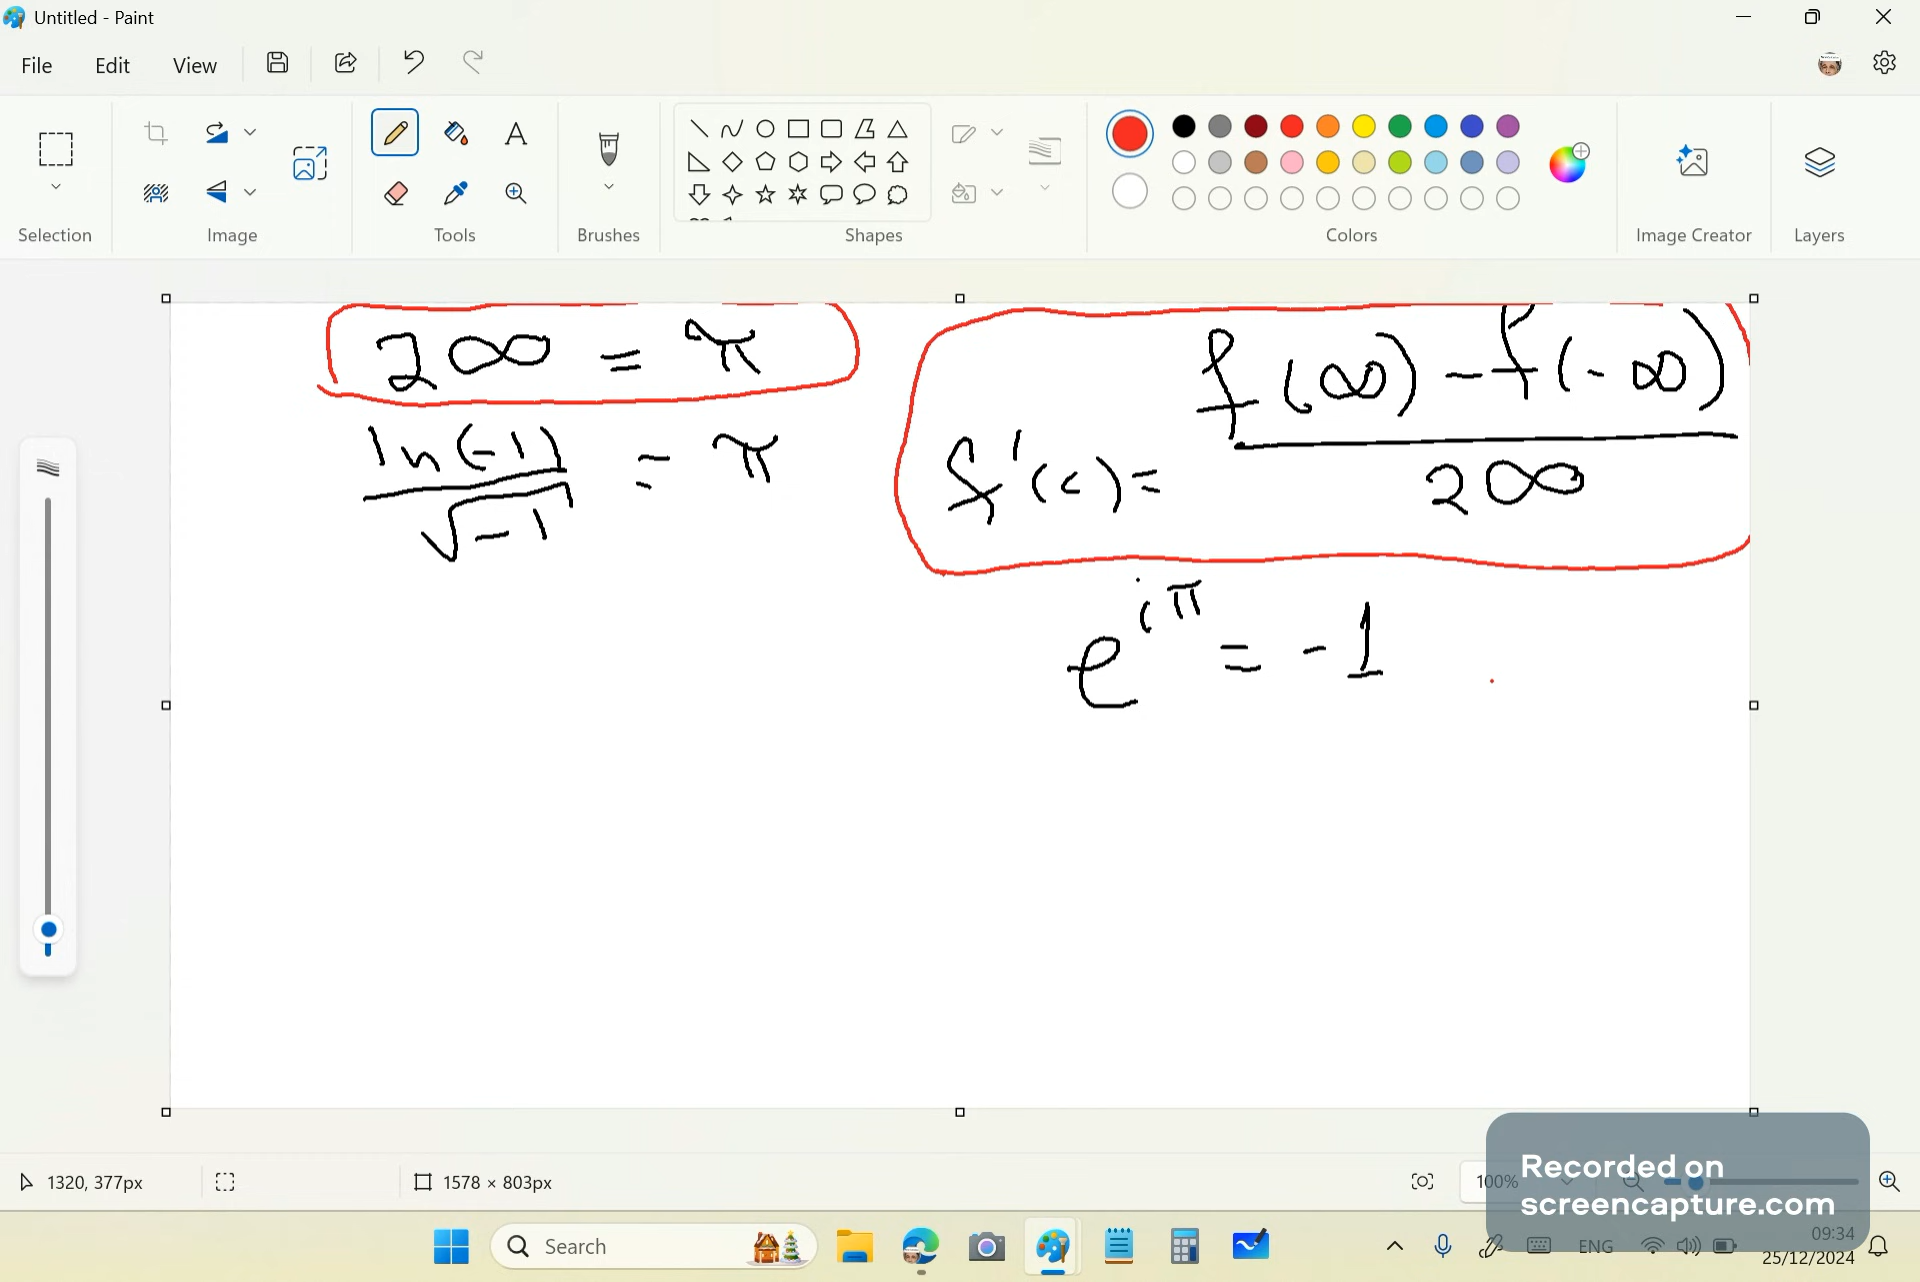 Untitled - Paint
File Edit View
Selection Image Tools Brushes Shapes Colors Image Creator Layers
2∞ = π
ln(-1)/√-1 = π
f'(c) = (f(∞) - f(-∞))/2∞
e^iπ = -1
1320, 377px 1578 × 803px 100%
Recorded on
screencapture.com
Search ENG 09:34
25/12/2024